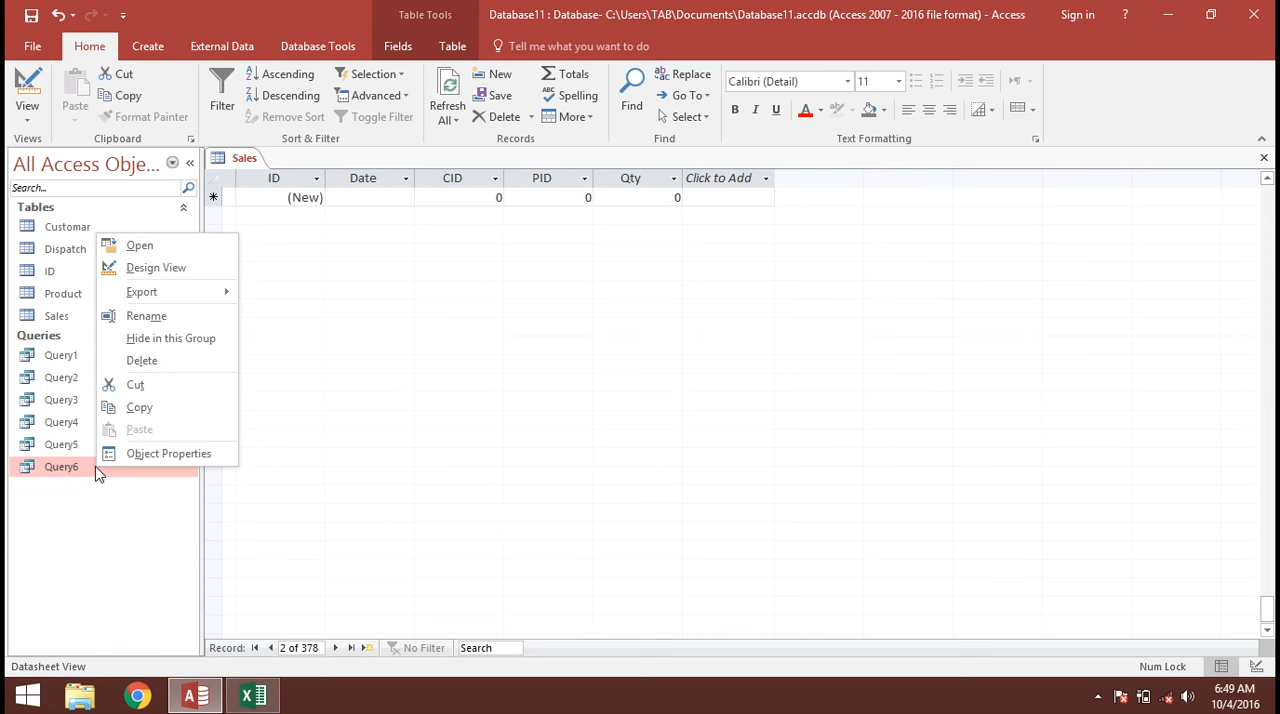 Table Tools
Database11 : Database- C:\Users\TAB\Documents\Database11.accdb (Access 2007 - 2016 file format) - Access
Sign in
?
File
Home
Create
External Data
Database Tools
Fields
Table
Tell me what you want to do
View
Views
Paste
Cut
Copy
Format Painter
Clipboard
Filter
Ascending
Descending
Remove Sort
Selection
Advanced
Toggle Filter
Sort & Filter
Refresh
All
New
Save
Delete
Totals
Spelling
More
Records
Find
Replace
Go To
Select
Find
Calibri (Detail)
11
B I U
A
Text Formatting
All Access Obje...
Search...
Tables
Customar
Dispatch
ID
Product
Sales
Queries
Query1
Query2
Query3
Query4
Query5
Query6
Open
Design View
Export
Rename
Hide in this Group
Delete
Cut
Copy
Paste
Object Properties
Sales
ID Date CID PID Qty Click to Add
(New) 0 0 0
Record: 2 of 378 No Filter Search
Datasheet View
Num Lock
6:49 AM
10/4/2016